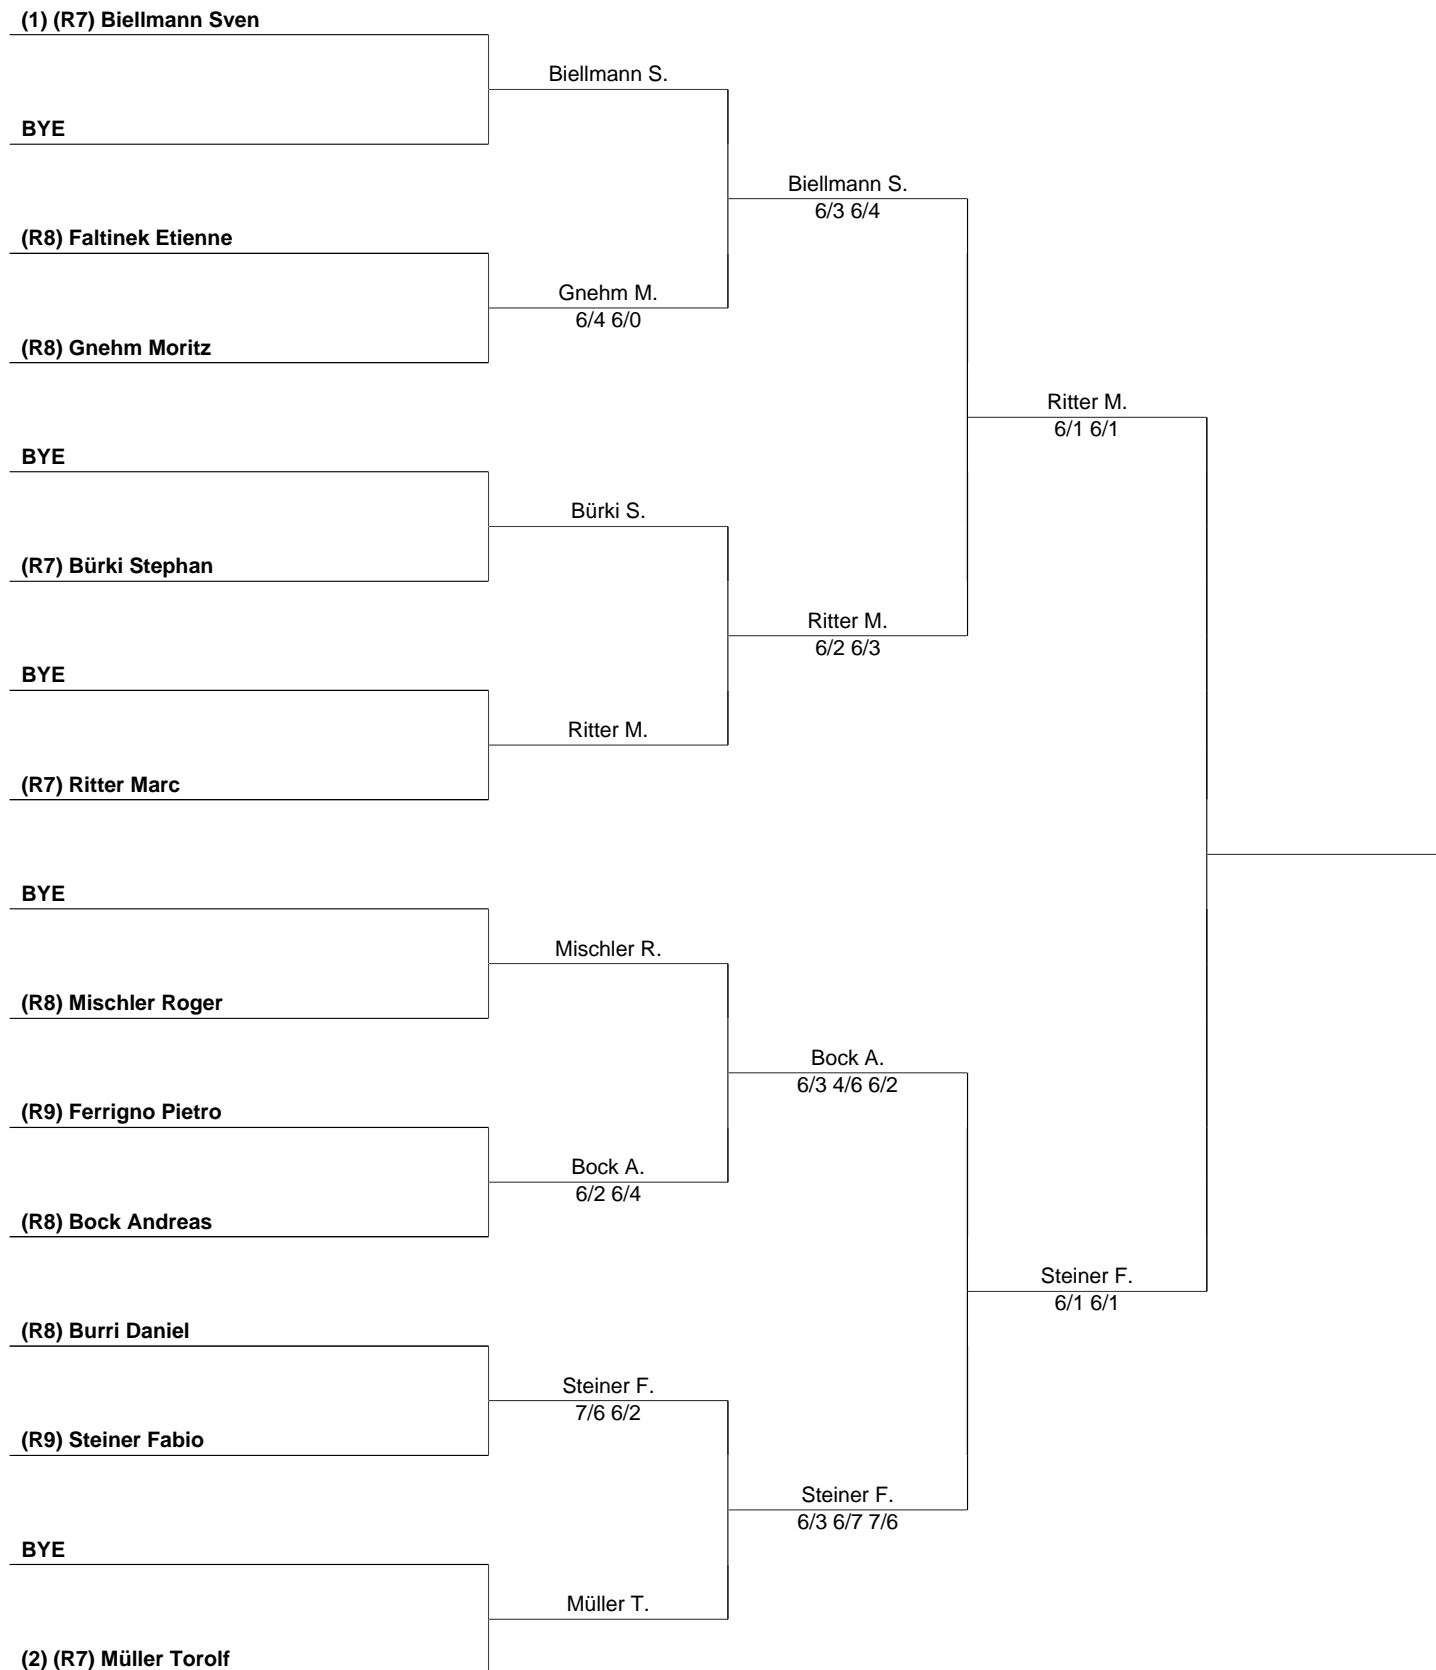 (1) (R7) Biellmann Sven
Biellmann S.
BYE
Biellmann S.
6/3 6/4
(R8) Faltinek Etienne
Gnehm M.
6/4 6/0
(R8) Gnehm Moritz
Ritter M.
6/1 6/1
BYE
Bürki S.
(R7) Bürki Stephan
Ritter M.
6/2 6/3
BYE
Ritter M.
(R7) Ritter Marc
BYE
Mischler R.
(R8) Mischler Roger
Bock A.
6/3 4/6 6/2
(R9) Ferrigno Pietro
Bock A.
6/2 6/4
(R8) Bock Andreas
Steiner F.
6/1 6/1
(R8) Burri Daniel
Steiner F.
7/6 6/2
(R9) Steiner Fabio
Steiner F.
6/3 6/7 7/6
BYE
Müller T.
(2) (R7) Müller Torolf